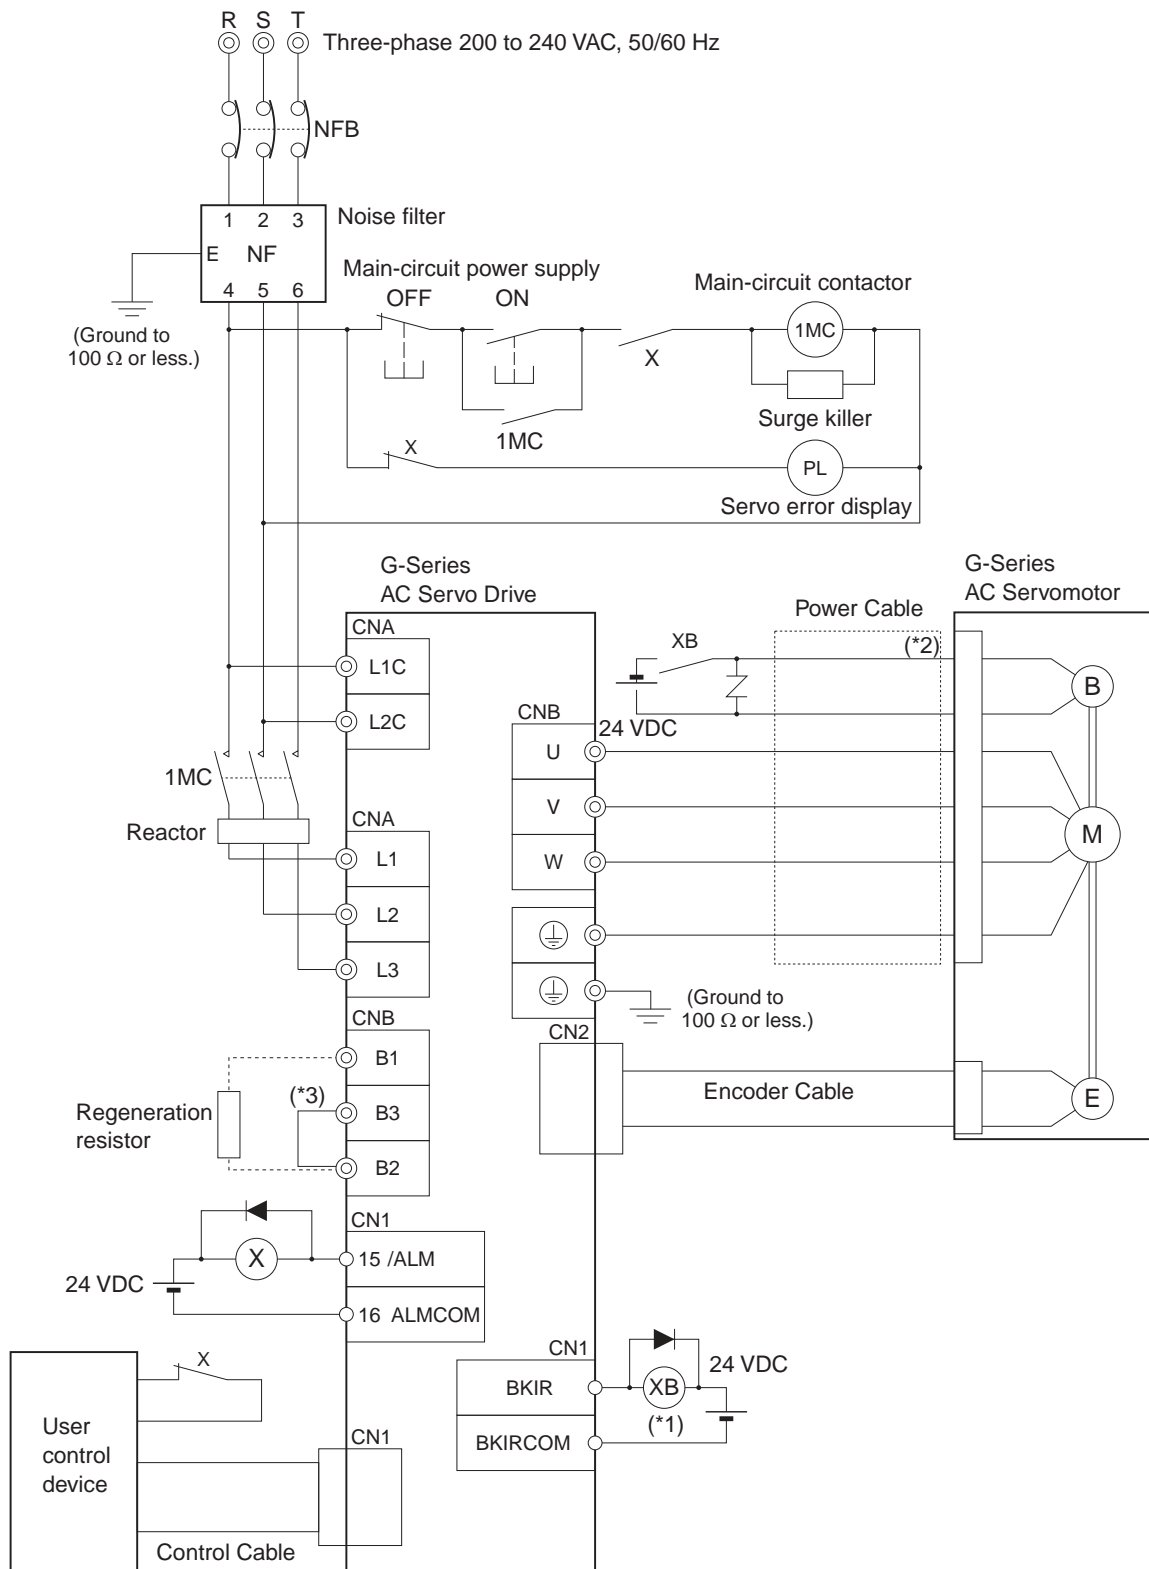 R S T
Three-phase 200 to 240 VAC, 50/60 Hz
NFB
1 2 3
Noise filter
E NF
4 5 6
(Ground to
100 Ω or less.)
Main-circuit power supply
OFF ON
Main-circuit contactor
1MC
X
Surge killer
1MC
X
PL
Servo error display
G-Series
AC Servo Drive
G-Series
AC Servomotor
CNA
L1C
L2C
XB
Power Cable
(*2)
B
24 VDC
CNB
U
V
W
M
1MC
Reactor
CNA
L1
L2
L3
(Ground to
100 Ω or less.)
CNB
B1
B3
B2
(*3)
Regeneration
resistor
CN2
Encoder Cable
E
CN1
X
15 /ALM
24 VDC
16 ALMCOM
CN1
BKIR
XB
24 VDC
(*1)
BKIRCOM
X
User
control
device
CN1
Control Cable